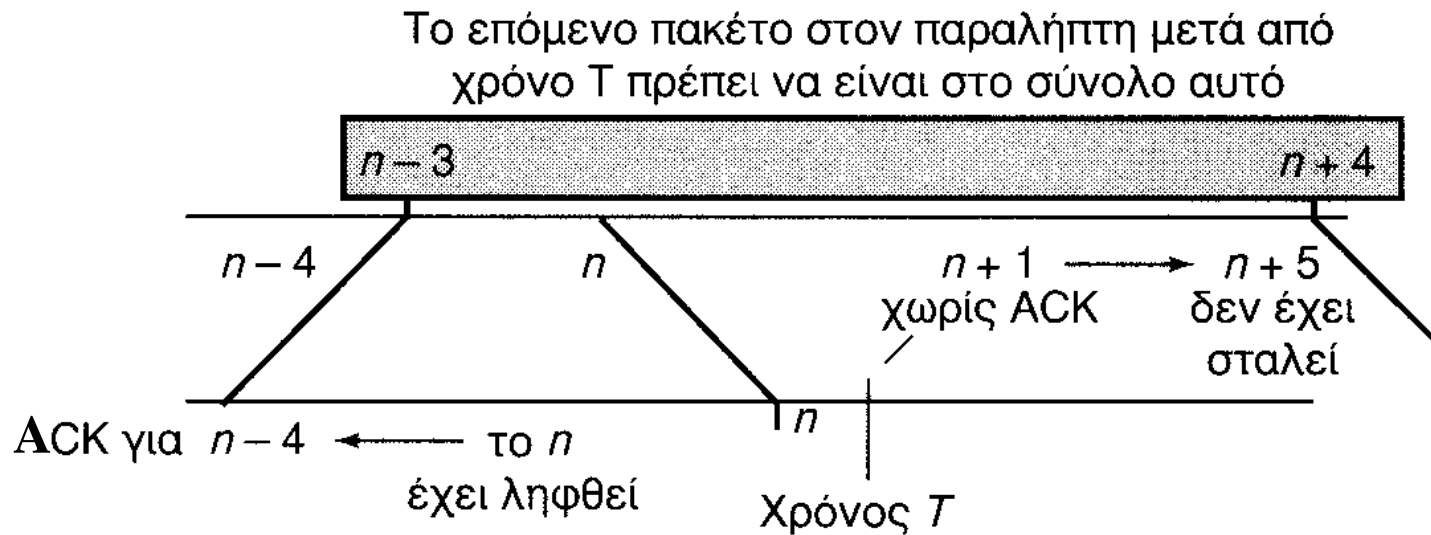 Το επόμενο πακέτο στον παραλήπτη μετά από
χρόνο Τ πρέπει να είναι στο σύνολο αυτό
n – 3
n + 4
n – 4
n
n + 1 → n + 5
χωρίς ACK
δεν έχει
σταλεί
n
ACK για n – 4 ← το n
έχει ληφθεί
Χρόνος T